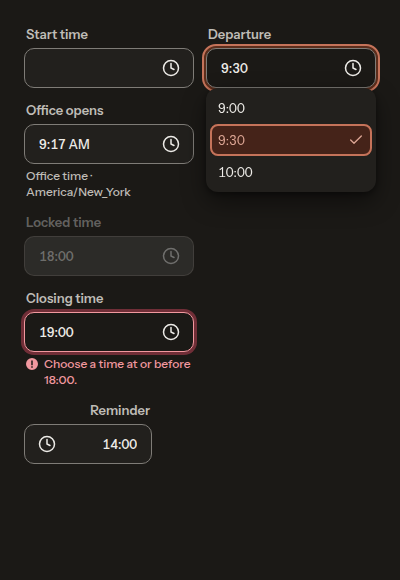 Start time
Departure
9:30
9:00
9:30
10:00
Office opens
9:17 AM
Office time ·
America/New_York
Locked time
18:00
Closing time
19:00
Choose a time at or before
18:00.
Reminder
14:00